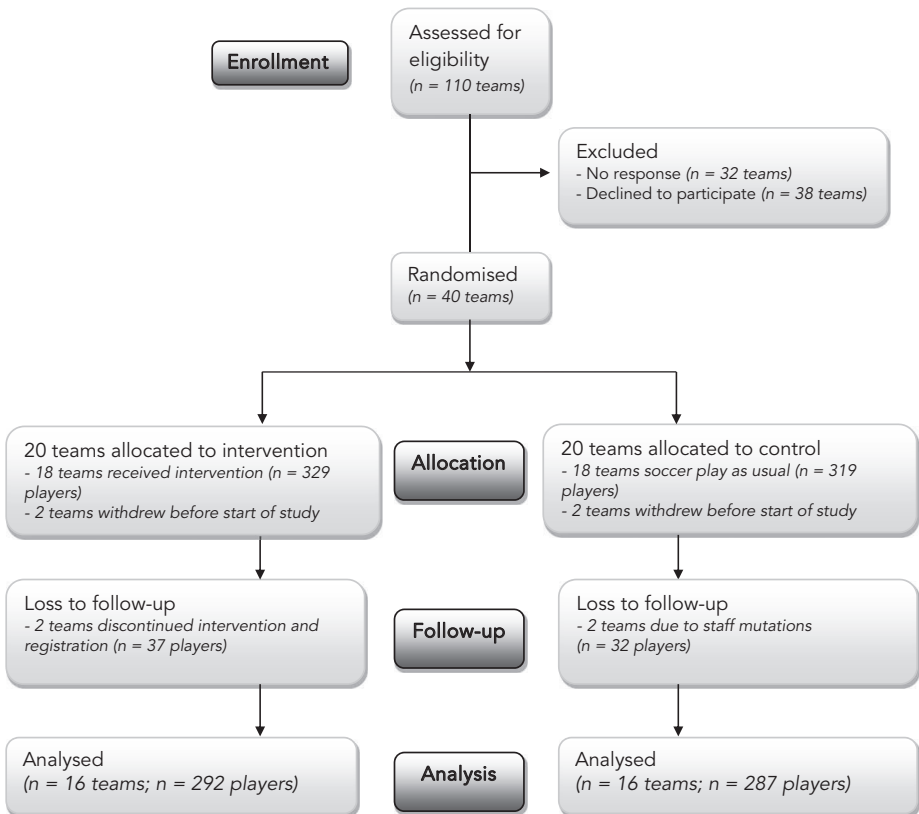 Enrollment
Assessed for
eligibility
(n = 110 teams)
Excluded
- No response (n = 32 teams)
- Declined to participate (n = 38 teams)
Randomised
(n = 40 teams)
20 teams allocated to intervention
- 18 teams received intervention (n = 329
players)
- 2 teams withdrew before start of study
Allocation
20 teams allocated to control
- 18 teams soccer play as usual (n = 319
players)
- 2 teams withdrew before start of study
Loss to follow-up
- 2 teams discontinued intervention and
registration (n = 37 players)
Follow-up
Loss to follow-up
- 2 teams due to staff mutations
(n = 32 players)
Analysed
(n = 16 teams; n = 292 players)
Analysis
Analysed
(n = 16 teams; n = 287 players)